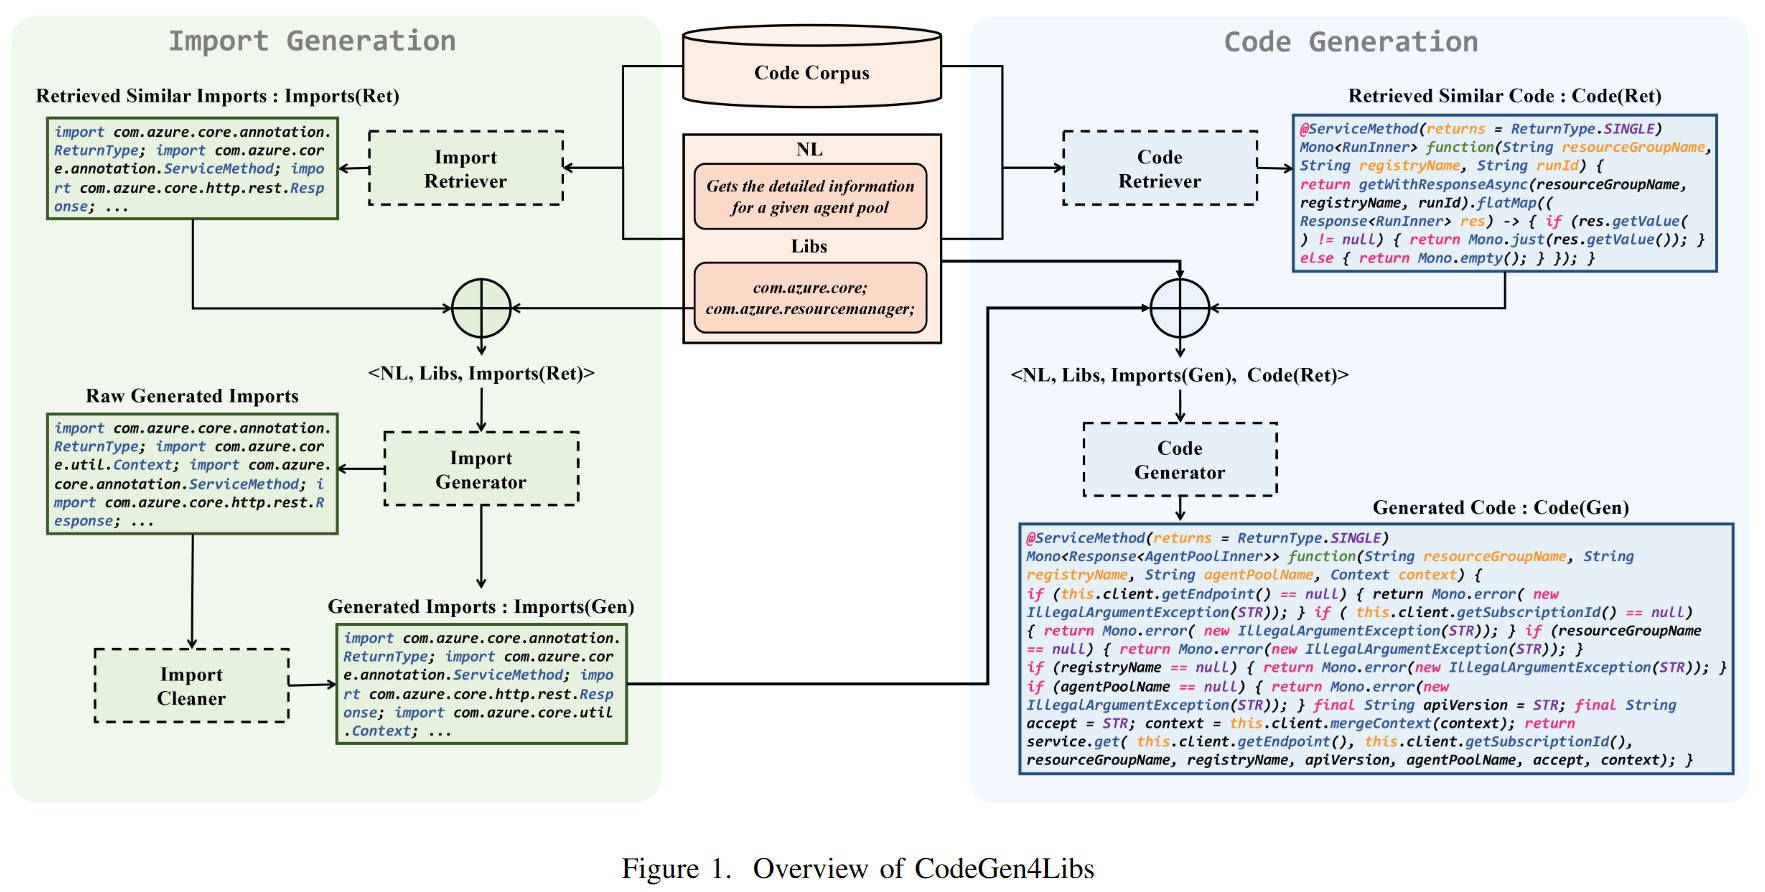 Import Generation
Code Generation
Code Corpus
Retrieved Similar Imports : Imports(Ret)
import com.azure.core.annotation.
ReturnType; import com.azure.cor
e.annotation.ServiceMethod; impo
rt com.azure.core.http.rest.Resp
onse; ...
Import
Retriever
NL
Gets the detailed information
for a given agent pool
Libs
com.azure.core;
com.azure.resourcemanager;
Code
Retriever
Retrieved Similar Code : Code(Ret)
@ServiceMethod(returns = ReturnType.SINGLE)
Mono<RunInner> function(String resourceGroupName,
String registryName, String runId) {
return getWithResponseAsync(resourceGroupName,
registryName, runId).flatMap((
Response<RunInner> res) -> { if (res.getValue(
) != null) { return Mono.just(res.getValue()); }
else { return Mono.empty(); } }); }
<NL, Libs, Imports(Ret)>
Raw Generated Imports
import com.azure.core.annotation.
ReturnType; import com.azure.cor
e.util.Context; import com.azure.
core.annotation.ServiceMethod; i
mport com.azure.core.http.rest.R
esponse; ...
Import
Generator
Import
Cleaner
Generated Imports : Imports(Gen)
import com.azure.core.annotation.
ReturnType; import com.azure.cor
e.annotation.ServiceMethod; impo
rt com.azure.core.http.rest.Resp
onse; import com.azure.core.util
.Context; ...
<NL, Libs, Imports(Gen), Code(Ret)>
Code
Generator
Generated Code : Code(Gen)
@ServiceMethod(returns = ReturnType.SINGLE)
Mono<Response<AgentPoolInner>> function(String resourceGroupName, String
registryName, String agentPoolName, Context context) {
if (this.client.getEndpoint() == null) { return Mono.error( new
IllegalArgumentException(STR)); } if ( this.client.getSubscriptionId() == null)
{ return Mono.error( new IllegalArgumentException(STR)); } if (resourceGroupName
== null) { return Mono.error(new IllegalArgumentException(STR)); }
if (registryName == null) { return Mono.error(new IllegalArgumentException(STR)); }
if (agentPoolName == null) { return Mono.error(new
IllegalArgumentException(STR)); } final String apiVersion = STR; final String
accept = STR; context = this.client.mergeContext(context); return
service.get( this.client.getEndpoint(), this.client.getSubscriptionId(),
resourceGroupName, registryName, apiVersion, agentPoolName, accept, context); }
Figure 1. Overview of CodeGen4Libs